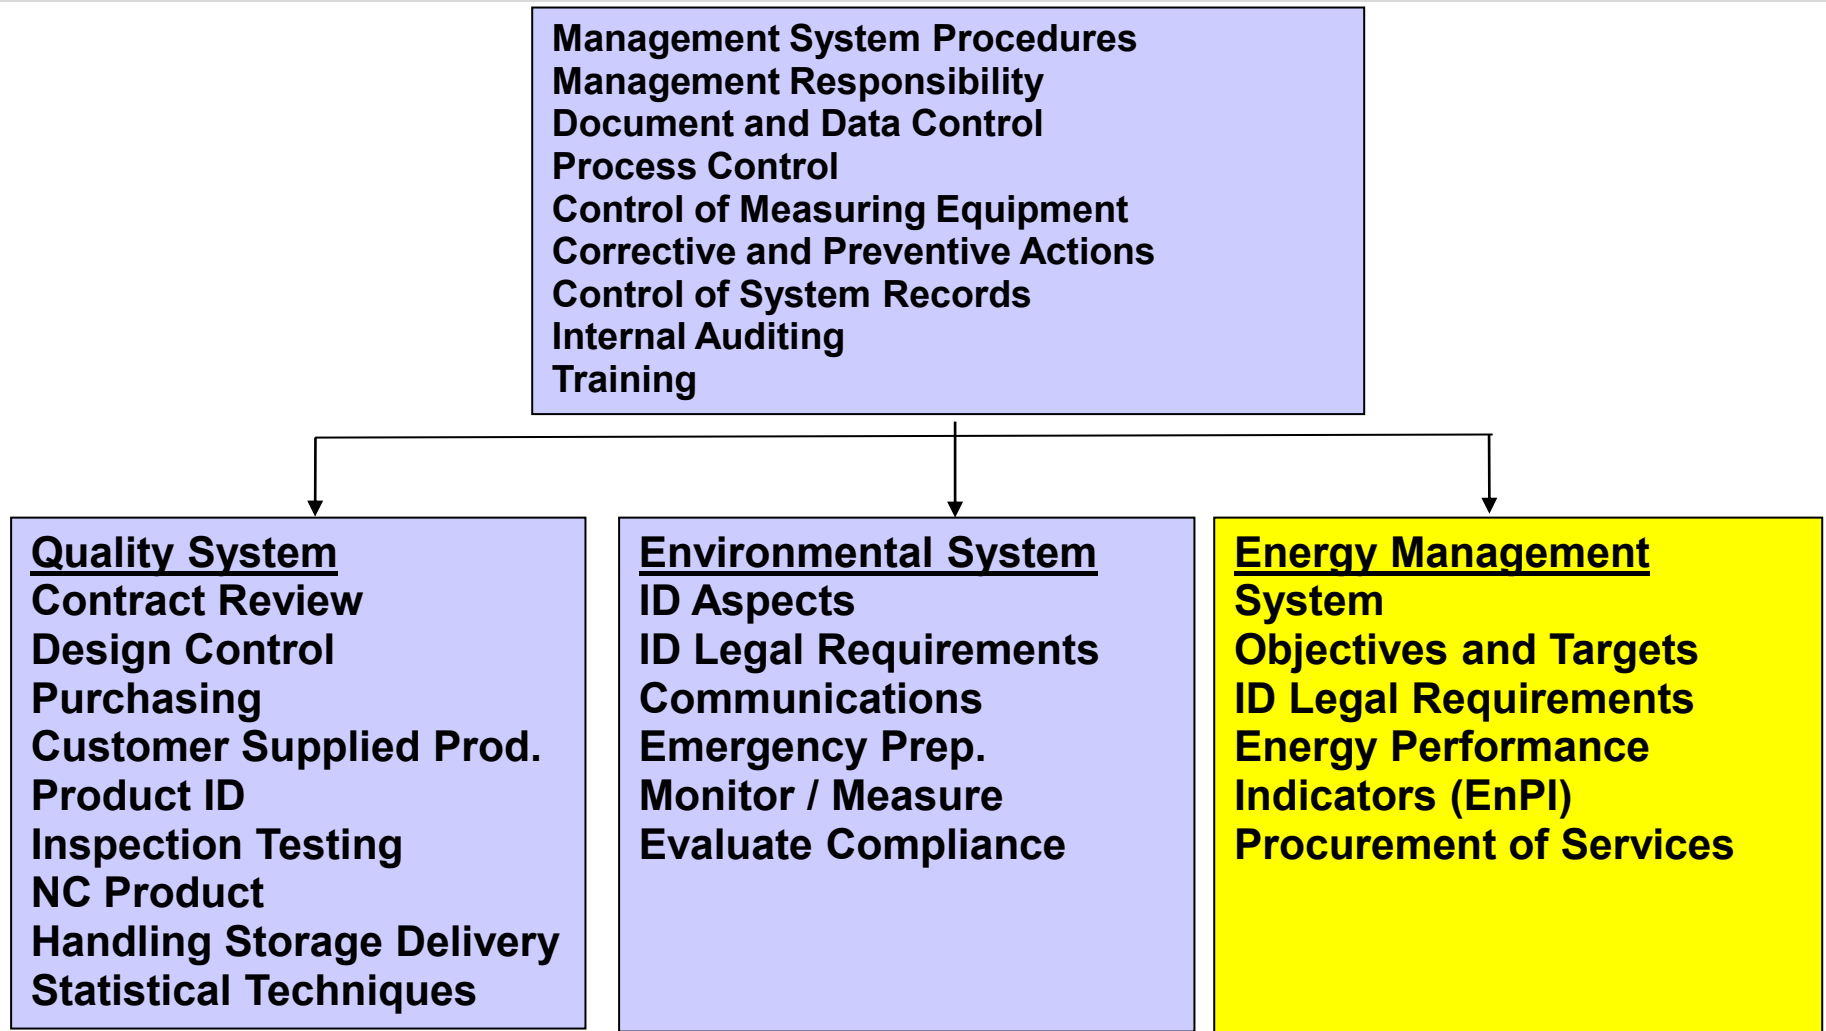 Management System Procedures
Management Responsibility
Document and Data Control
Process Control
Control of Measuring Equipment
Corrective and Preventive Actions
Control of System Records
Internal Auditing
Training
Quality System
Contract Review
Design Control
Purchasing
Customer Supplied Prod.
Product ID
Inspection Testing
NC Product
Handling Storage Delivery
Statistical Techniques
Environmental System
ID Aspects
ID Legal Requirements
Communications
Emergency Prep.
Monitor / Measure
Evaluate Compliance
Energy Management
System
Objectives and Targets
ID Legal Requirements
Energy Performance
Indicators (EnPI)
Procurement of Services